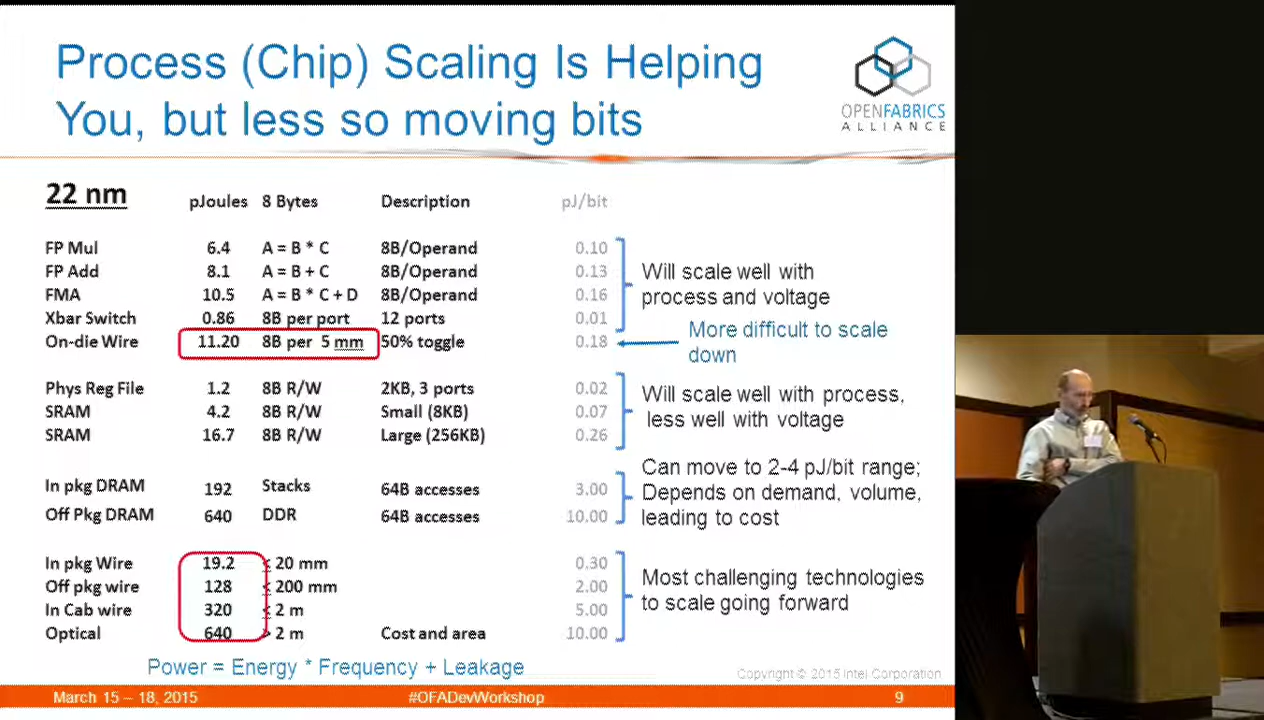 Process (Chip) Scaling Is Helping
You, but less so moving bits
OPENFABRICS
ALLIANCE
22 nm pJoules 8 Bytes Description pJ/bit
FP Mul 6.4 A = B * C 8B/Operand 0.10
FP Add 8.1 A = B + C 8B/Operand 0.13
FMA 10.5 A = B * C + D 8B/Operand 0.16
Xbar Switch 0.86 8B per port 12 ports 0.01
On-die Wire 11.20 8B per 5 mm 50% toggle 0.18
Will scale well with
process and voltage
More difficult to scale
down
Phys Reg File 1.2 8B R/W 2KB, 3 ports 0.02
SRAM 4.2 8B R/W Small (8KB) 0.07
SRAM 16.7 8B R/W Large (256KB) 0.26
Will scale well with process,
less well with voltage
In pkg DRAM 192 Stacks 64B accesses 3.00
Off Pkg DRAM 640 DDR 64B accesses 10.00
Can move to 2-4 pJ/bit range;
Depends on demand, volume,
leading to cost
In pkg Wire 19.2 < 20 mm 0.30
Off pkg wire 128 < 200 mm 2.00
In Cab wire 320 < 2 m 5.00
Optical 640 > 2 m Cost and area 10.00
Most challenging technologies
to scale going forward
Power = Energy * Frequency + Leakage
Copyright © 2015 Intel Corporation
March 15 – 18, 2015 #OFADevWorkshop 9